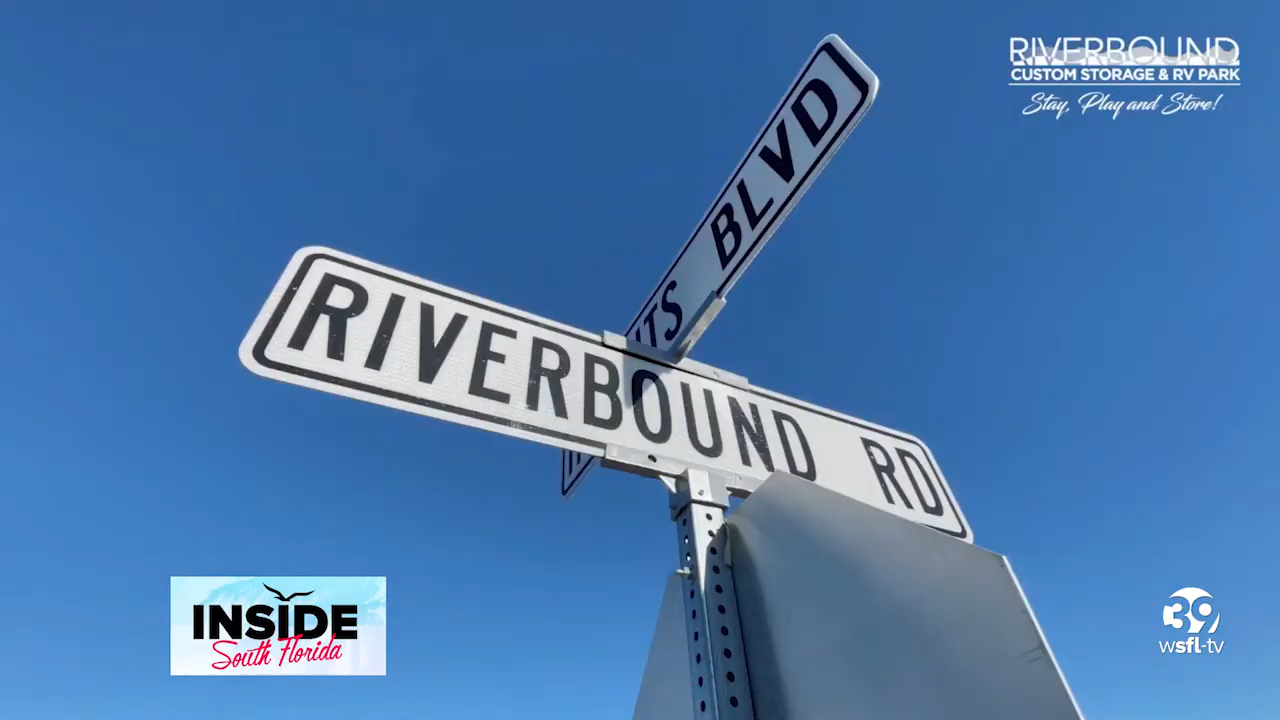 RIVERBOUND
CUSTOM STORAGE & RV PARK
Stay, Play and Store!
BLVD
RIVERBOUND RD
INSIDE
South Florida
39
wsfl-tv